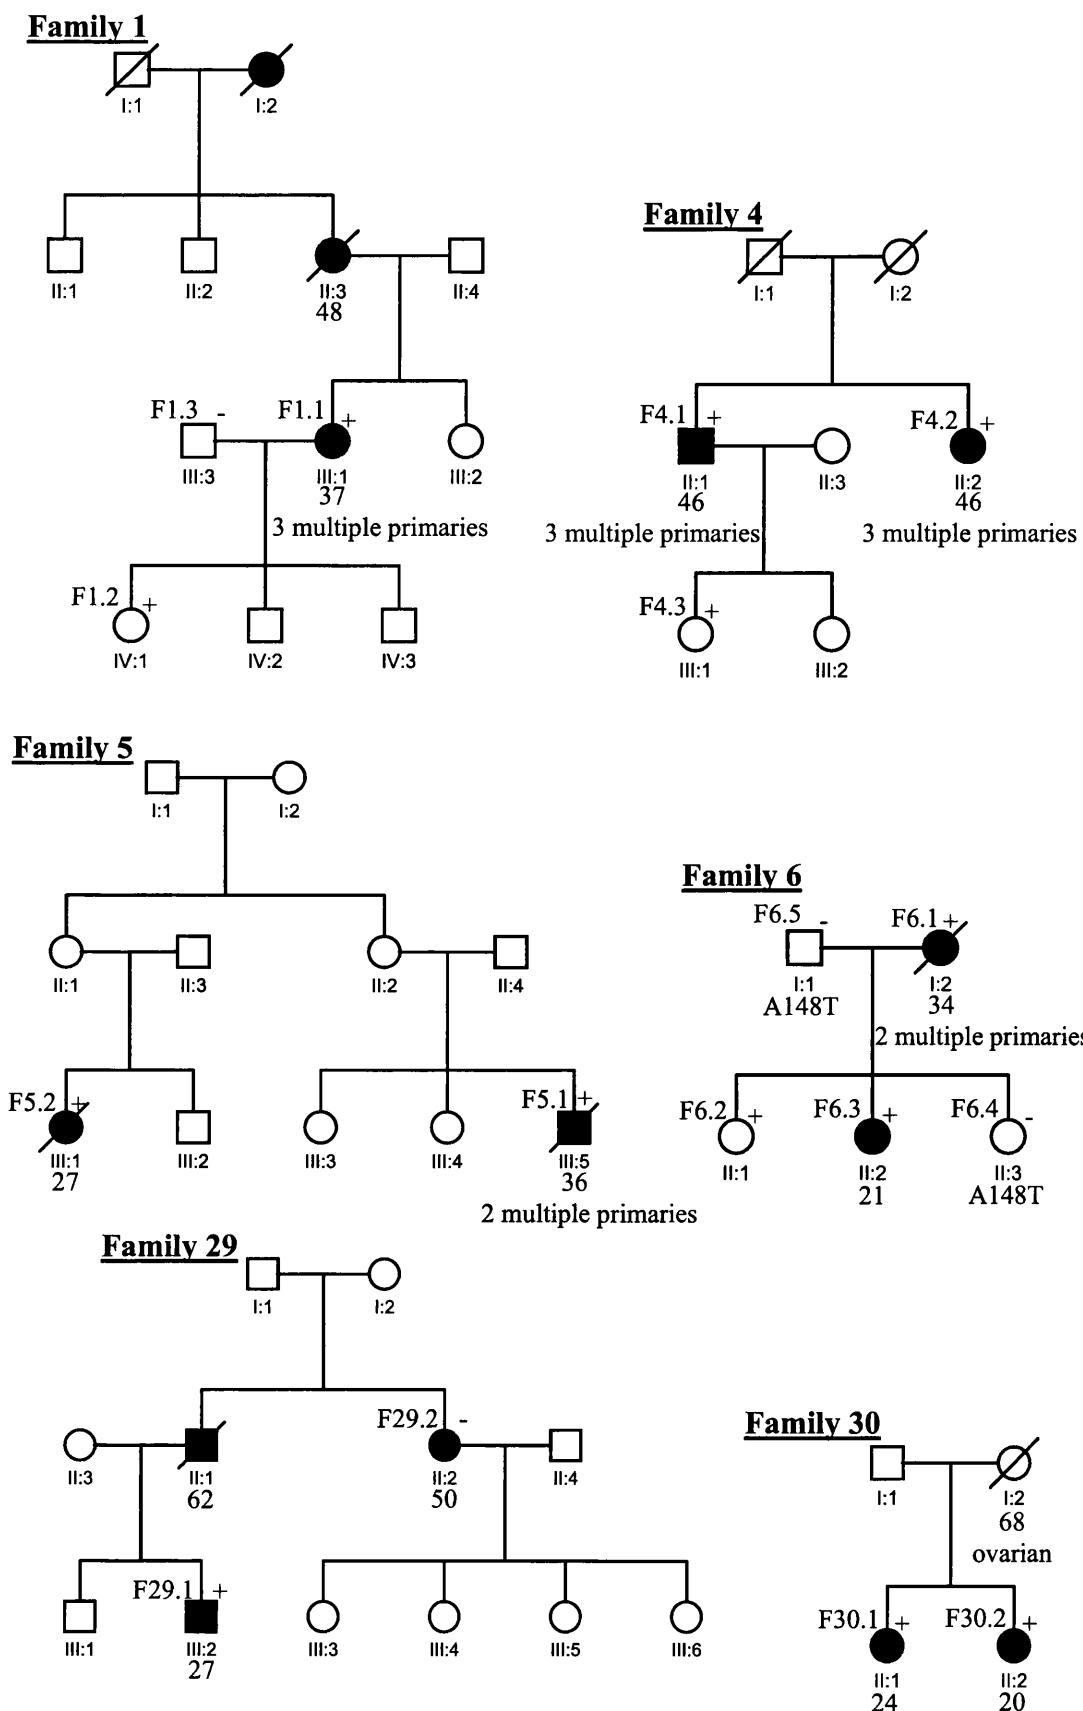 Family 1
I:1
I:2
II:1
II:2
II:3
II:4
48
F1.3 -
F1.1 +
III:3
III:1
III:2
37
3 multiple primaries
F1.2 +
IV:1
IV:2
IV:3
Family 4
I:1
I:2
F4.1 +
F4.2 +
II:1
II:3
II:2
46
46
3 multiple primaries
3 multiple primaries
F4.3 +
III:1
III:2
Family 5
I:1
I:2
II:1
II:3
II:2
II:4
F5.2 +
F5.1 +
III:1
III:2
III:3
III:4
III:5
27
36
2 multiple primaries
Family 6
F6.5 -
F6.1 +
I:1
I:2
A148T
34
2 multiple primaries
F6.2 +
F6.3 +
F6.4 -
II:1
II:2
II:3
21
A148T
Family 29
I:1
I:2
F29.2 -
II:3
II:1
II:2
II:4
62
50
F29.1 +
III:1
III:2
III:3
III:4
III:5
III:6
27
Family 30
I:1
I:2
68
ovarian
F30.1 +
F30.2 +
II:1
II:2
24
20